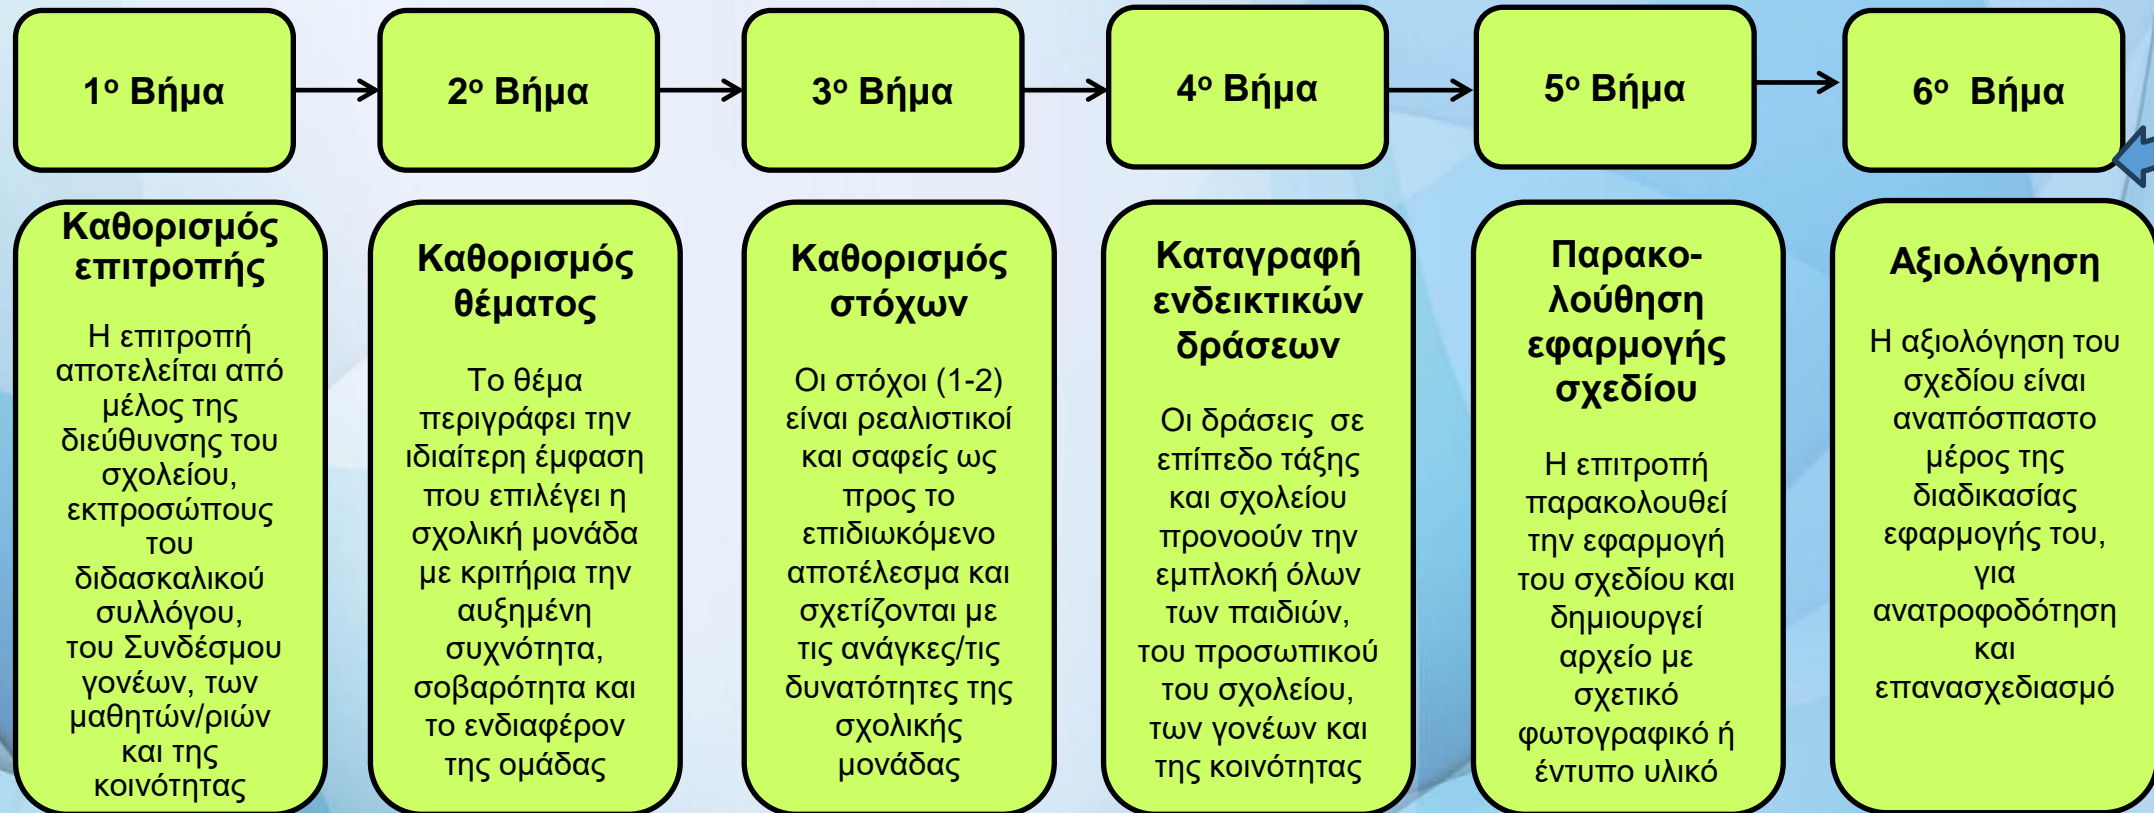 1ο Βήμα
2ο Βήμα
3ο Βήμα
4ο Βήμα
5ο Βήμα
6ο Βήμα
Καθορισμός
επιτροπής
Η επιτροπή
αποτελείται από
μέλος της
διεύθυνσης του
σχολείου,
εκπροσώπους
του
διδασκαλικού
συλλόγου,
του Συνδέσμου
γονέων, των
μαθητών/ριών
και της
κοινότητας
Καθορισμός
θέματος
Το θέμα
περιγράφει την
ιδιαίτερη έμφαση
που επιλέγει η
σχολική μονάδα
με κριτήρια την
αυξημένη
συχνότητα,
σοβαρότητα και
το ενδιαφέρον
της ομάδας
Καθορισμός
στόχων
Οι στόχοι (1-2)
είναι ρεαλιστικοί
και σαφείς ως
προς το
επιδιωκόμενο
αποτέλεσμα και
σχετίζονται με
τις ανάγκες/τις
δυνατότητες της
σχολικής
μονάδας
Καταγραφή
ενδεικτικών
δράσεων
Οι δράσεις σε
επίπεδο τάξης
και σχολείου
προνοούν την
εμπλοκή όλων
των παιδιών,
του προσωπικού
του σχολείου,
των γονέων και
της κοινότητας
Παρακο-
λούθηση
εφαρμογής
σχεδίου
Η επιτροπή
παρακολουθεί
την εφαρμογή
του σχεδίου και
δημιουργεί
αρχείο με
σχετικό
φωτογραφικό ή
έντυπο υλικό
Αξιολόγηση
Η αξιολόγηση του
σχεδίου είναι
αναπόσπαστο
μέρος της
διαδικασίας
εφαρμογής του,
για
ανατροφοδότηση
και
επανασχεδιασμό